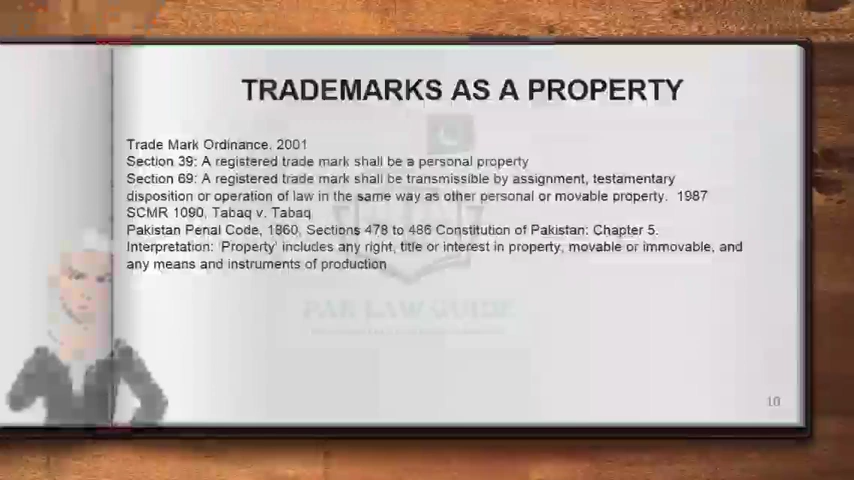 TRADEMARKS AS A PROPERTY
Trade Mark Ordinance, 2001
Section 39: A registered trade mark shall be a personal property
Section 69: A registered trade mark shall be transmissible by assignment, testamentary
disposition or operation of law in the same way as other personal or movable property. 1987
SCMR 1090, Tabaq v. Tabaq
Pakistan Penal Code, 1860, Sections 478 to 486 Constitution of Pakistan: Chapter 5.
Interpretation: 'Property' includes any right, title or interest in property, movable or immovable, and
any means and instruments of production
PAK LAW GUIDE
10